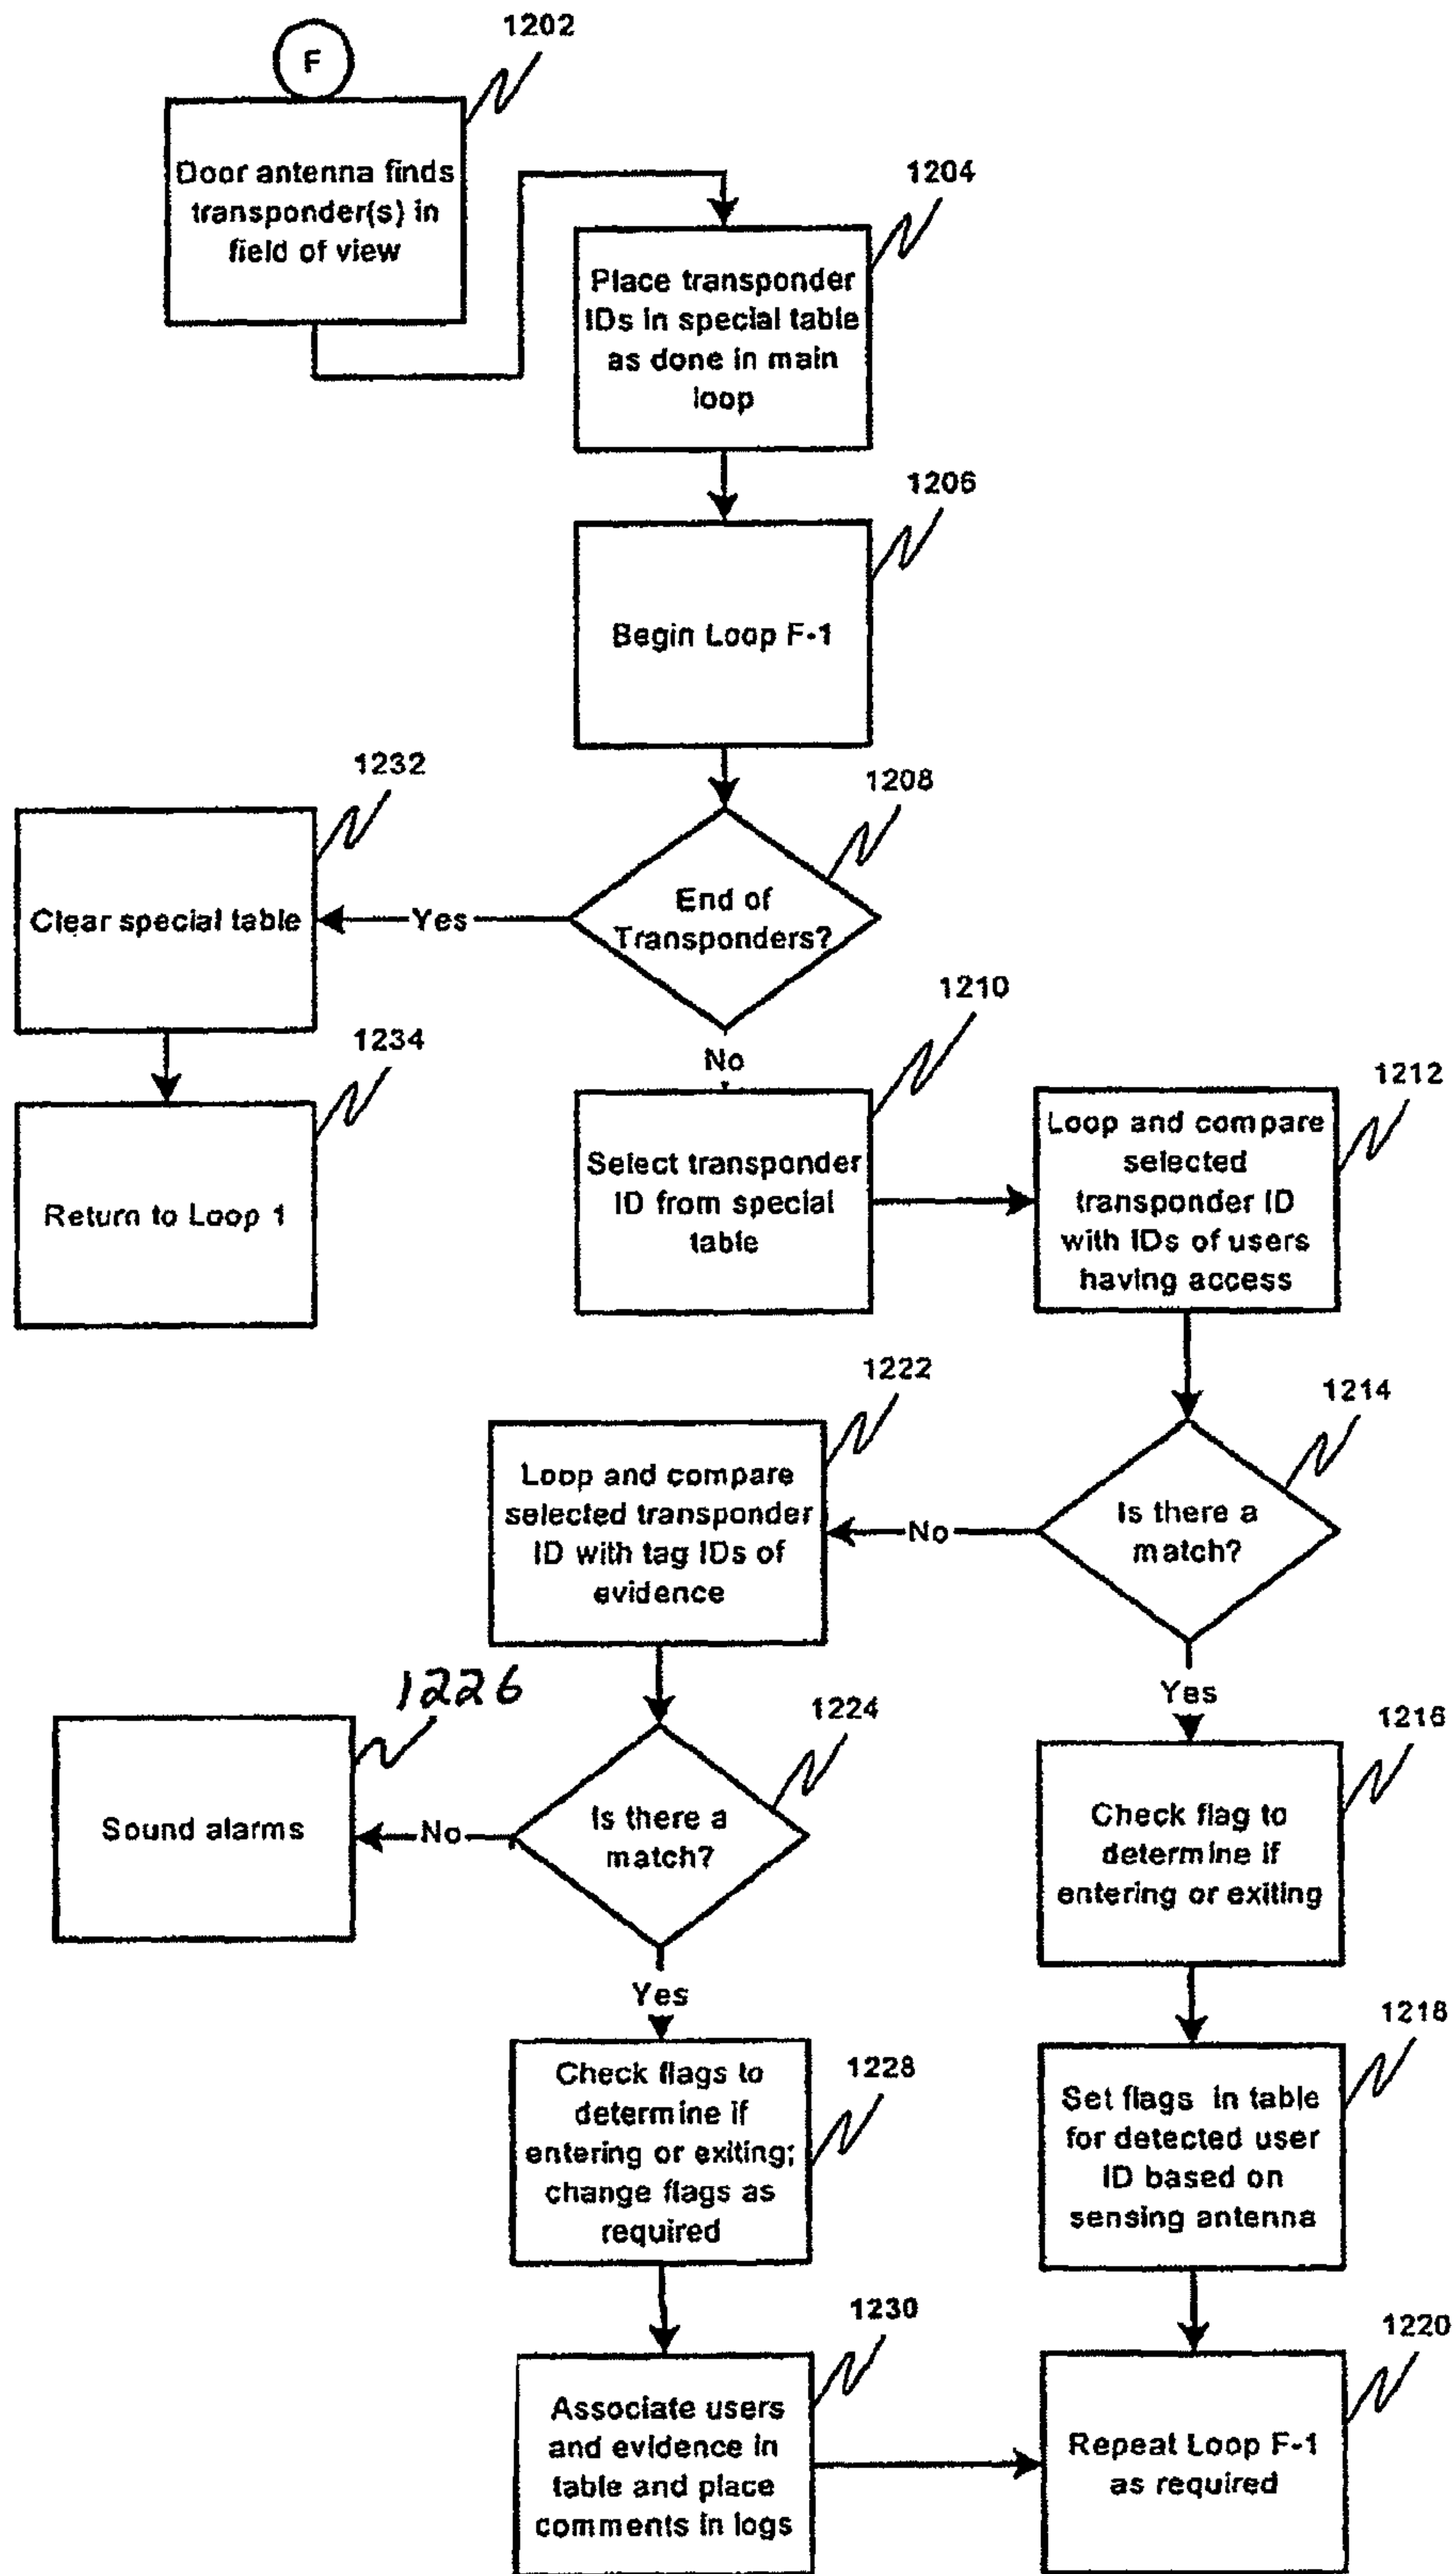 F
1202
Door antenna finds
transponder(s) in
field of view
1204
Place transponder
IDs in special table
as done in main
loop
1206
Begin Loop F-1
1208
End of
Transponders?
Yes
1232
Clear special table
1234
Return to Loop 1
No
1210
Select transponder
ID from special
table
1212
Loop and compare
selected
transponder ID
with IDs of users
having access
1214
Is there a
match?
No
1222
Loop and compare
selected transponder
ID with tag IDs of
evidence
1224
Is there a
match?
No
1226
Sound alarms
Yes
1228
Check flags to
determine if
entering or exiting;
change flags as
required
1230
Associate users
and evidence in
table and place
comments in logs
Yes
1216
Check flag to
determine if
entering or exiting
1218
Set flags in table
for detected user
ID based on
sensing antenna
1220
Repeat Loop F-1
as required